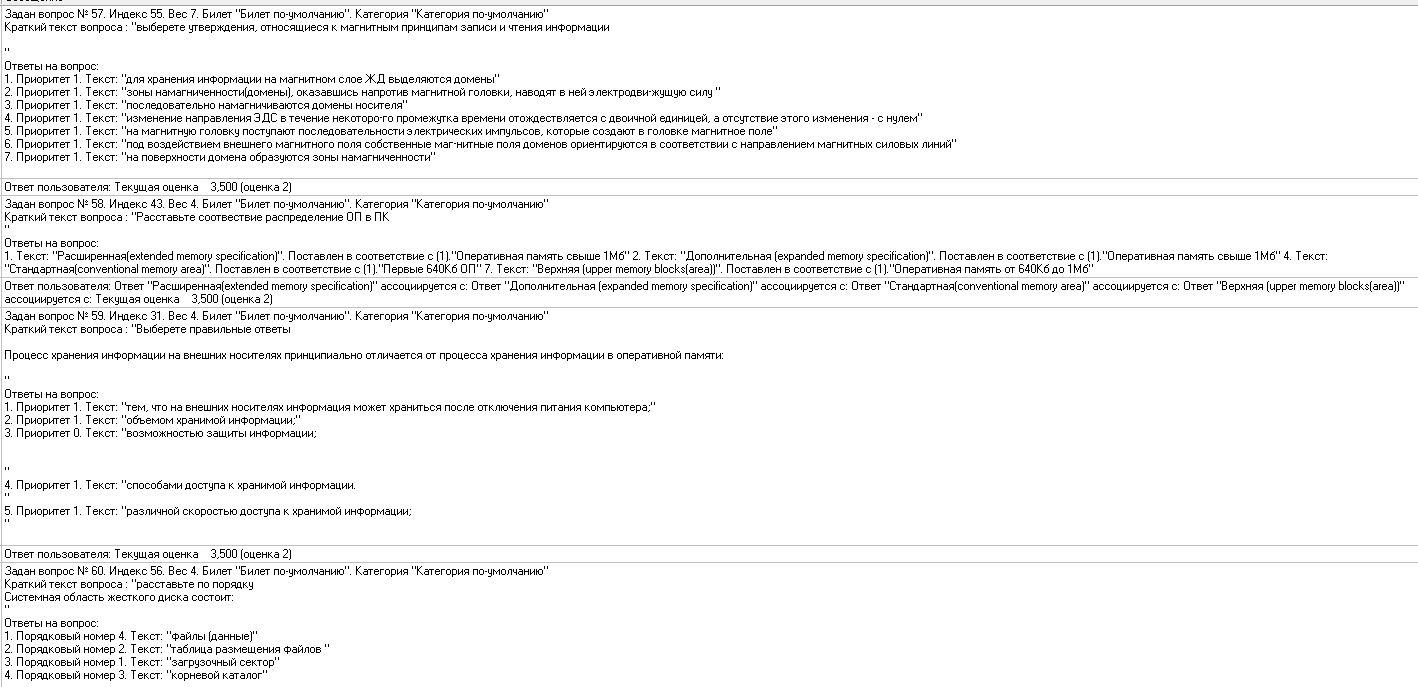 Задан вопрос № 57. Индекс 55. Вес 7. Билет "Билет по-умолчанию". Категория "Категория по-умолчанию"
Краткий текст вопроса : "выберете утверждения, относящиеся к магнитным принципам записи и чтения информации
"
Ответы на вопрос:
1. Приоритет 1. Текст: "для хранения информации на магнитном слое ЖД выделяются домены"
2. Приоритет 1. Текст: "зоны намагниченности(домены), оказавшись напротив магнитной головки, наводят в ней электродви-жущую силу "
3. Приоритет 1. Текст: "последовательно намагничиваются домены носителя"
4. Приоритет 1. Текст: "изменение направления ЭДС в течение некоторо-го промежутка времени отождествляется с двоичной единицей, а отсутствие этого изменения - с нулем"
5. Приоритет 1. Текст: "на магнитную головку поступают последовательности электрических импульсов, которые создают в головке магнитное поле"
6. Приоритет 1. Текст: "под воздействием внешнего магнитного поля собственные маг-нитные поля доменов ориентируются в соответствии с направлением магнитных силовых линий"
7. Приоритет 1. Текст: "на поверхности домена образуются зоны намагниченности"
Ответ пользователя: Текущая оценка 3,500 (оценка 2)
Задан вопрос № 58. Индекс 43. Вес 4. Билет "Билет по-умолчанию". Категория "Категория по-умолчанию"
Краткий текст вопроса : "Расставьте соотвествие распределение ОП в ПК
"
Ответы на вопрос:
1. Текст: "Расширенная(extended memory specification)". Поставлен в соответствие с (1)."Оперативная память свыше 1Мб" 2. Текст: "Дополнительная (expanded memory specification)". Поставлен в соответствие с (1)."Оперативная память свыше 1Мб" 4. Текст:
"Стандартная(conventional memory area)". Поставлен в соответствие с (1)."Первые 640Кб ОП" 7. Текст: "Верхняя (upper memory blocks(area))". Поставлен в соответствие с (1)."Оперативная память от 640Кб до 1Мб"
Ответ пользователя: Ответ "Расширенная(extended memory specification)" ассоциируется с: Ответ "Дополнительная (expanded memory specification)" ассоциируется с: Ответ "Стандартная(conventional memory area)" ассоциируется с: Ответ "Верхняя (upper memory blocks(area))"
ассоциируется с: Текущая оценка 3,500 (оценка 2)
Задан вопрос № 59. Индекс 31. Вес 4. Билет "Билет по-умолчанию". Категория "Категория по-умолчанию"
Краткий текст вопроса : "Выберете правильные ответы
Процесс хранения информации на внешних носителях принципиально отличается от процесса хранения информации в оперативной памяти:
"
Ответы на вопрос:
1. Приоритет 1. Текст: "тем, что на внешних носителях информация может храниться после отключения питания компьютера;"
2. Приоритет 1. Текст: "объемом хранимой информации;"
3. Приоритет 0. Текст: "возможностью защиты информации;
"
4. Приоритет 1. Текст: "способами доступа к хранимой информации.
"
5. Приоритет 1. Текст: "различной скоростью доступа к хранимой информации;
"
Ответ пользователя: Текущая оценка 3,500 (оценка 2)
Задан вопрос № 60. Индекс 56. Вес 4. Билет "Билет по-умолчанию". Категория "Категория по-умолчанию"
Краткий текст вопроса : "расставьте по порядку
Системная область жесткого диска состоит:
"
Ответы на вопрос:
1. Порядковый номер 4. Текст: "файлы (данные)"
2. Порядковый номер 2. Текст: "таблица размещения файлов "
3. Порядковый номер 1. Текст: "загрузочный сектор"
4. Порядковый номер 3. Текст: "корневой каталог"